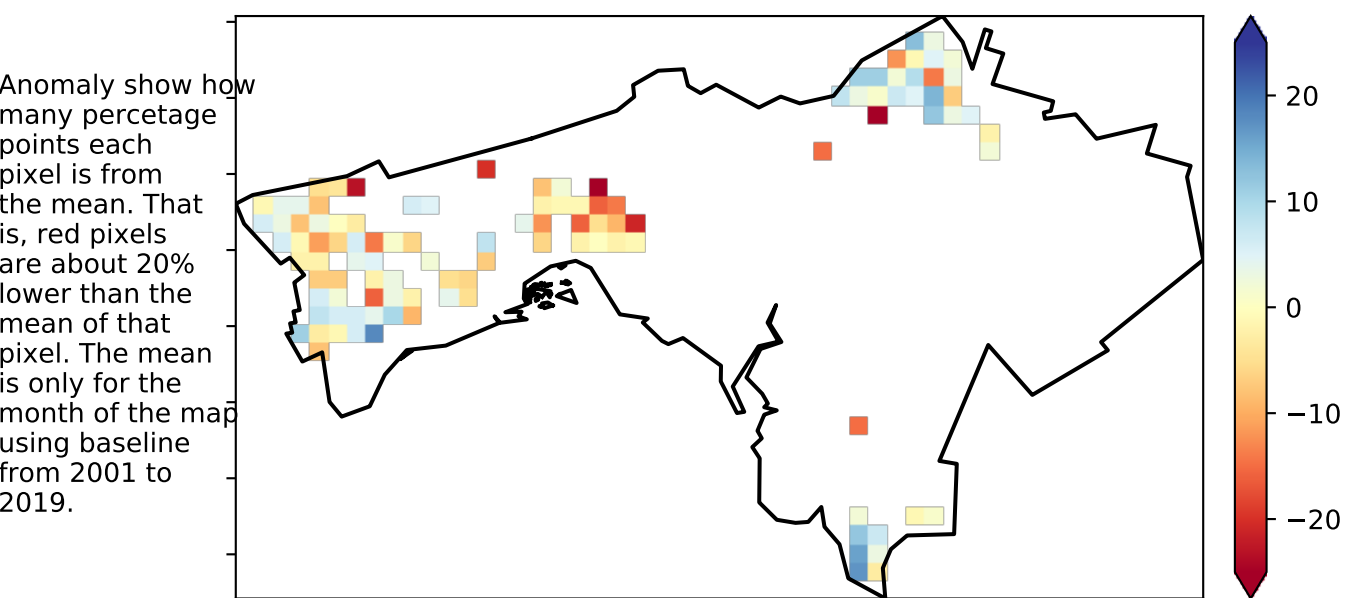 Anomaly show how
many percetage
points each
pixel is from
the mean. That
is, red pixels
are about 20%
lower than the
mean of that
pixel. The mean
is only for the
month of the map
using baseline
from 2001 to
2019.
20
10
0
−10
−20